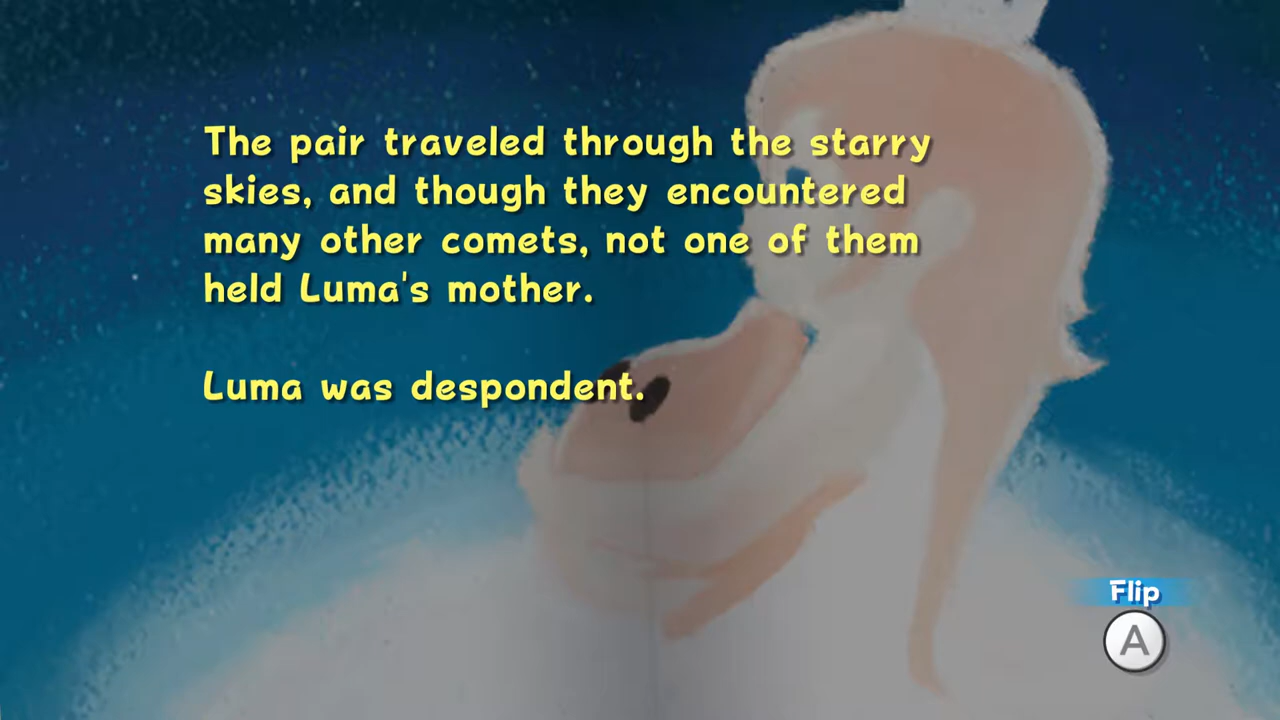 The pair traveled through the starry
skies, and though they encountered
many other comets, not one of them
held Luma's mother.
Luma was despondent.
Flip
A